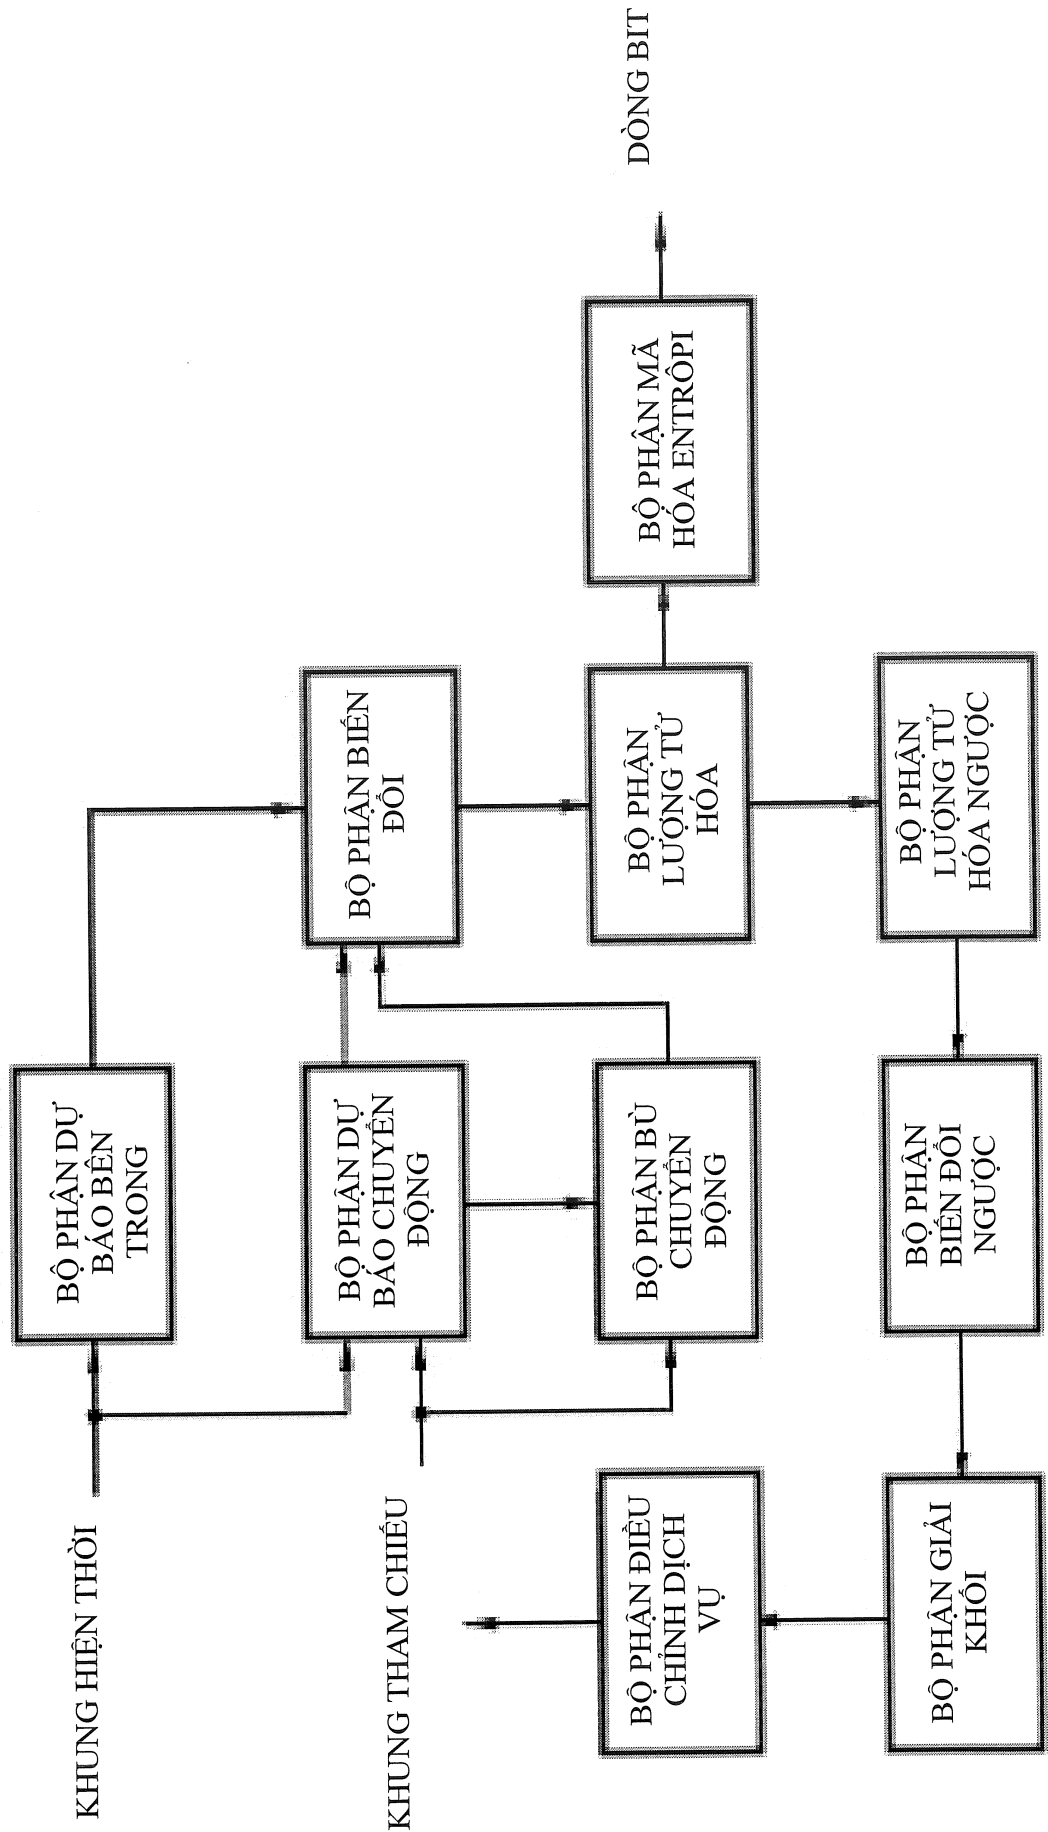 KHUNG HIỆN THỜI
BỘ PHẬN DỰ
BÁO BÊN
TRONG
KHUNG THAM CHIẾU
BỘ PHẬN DỰ
BÁO CHUYỂN
ĐỘNG
BỘ PHẬN BIẾN
ĐỔI
BỘ PHẬN ĐIỀU
CHỈNH DỊCH
VỤ
BỘ PHẬN BÙ
CHUYỂN
ĐỘNG
BỘ PHẬN
LƯỢNG TỬ
HÓA
BỘ PHẬN MÃ
HÓA ENTRÔPI
DÒNG BIT
BỘ PHẬN GIẢI
KHỐI
BỘ PHẬN
BIẾN ĐỔI
NGƯỢC
BỘ PHẬN
LƯỢNG TỬ
HÓA NGƯỢC